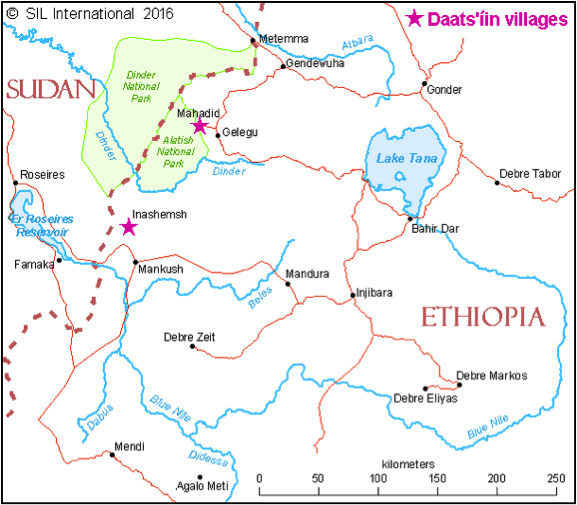 © SIL International 2016
Daats'íin villages
Metemma
Atbara
Gendewuha
Dinder
National
Park
SUDAN
Gonder
Mahadid
Gelegu
Alatish
National
Park
Dinder
Dinder
Lake Tana
Debre Tabor
Roseires
Inashemsh
Er Roseires
Reservoir
Bahir Dar
Famaka
Mankush
Mandura
Beles
Injibara
ETHIOPIA
Debre Zeit
Debre Markos
Debre Eliyas
Dabus
Blue Nile
Blue Nile
Mendi
Didessa
Agalo Meti
kilometers
0 50 100 150 200 250